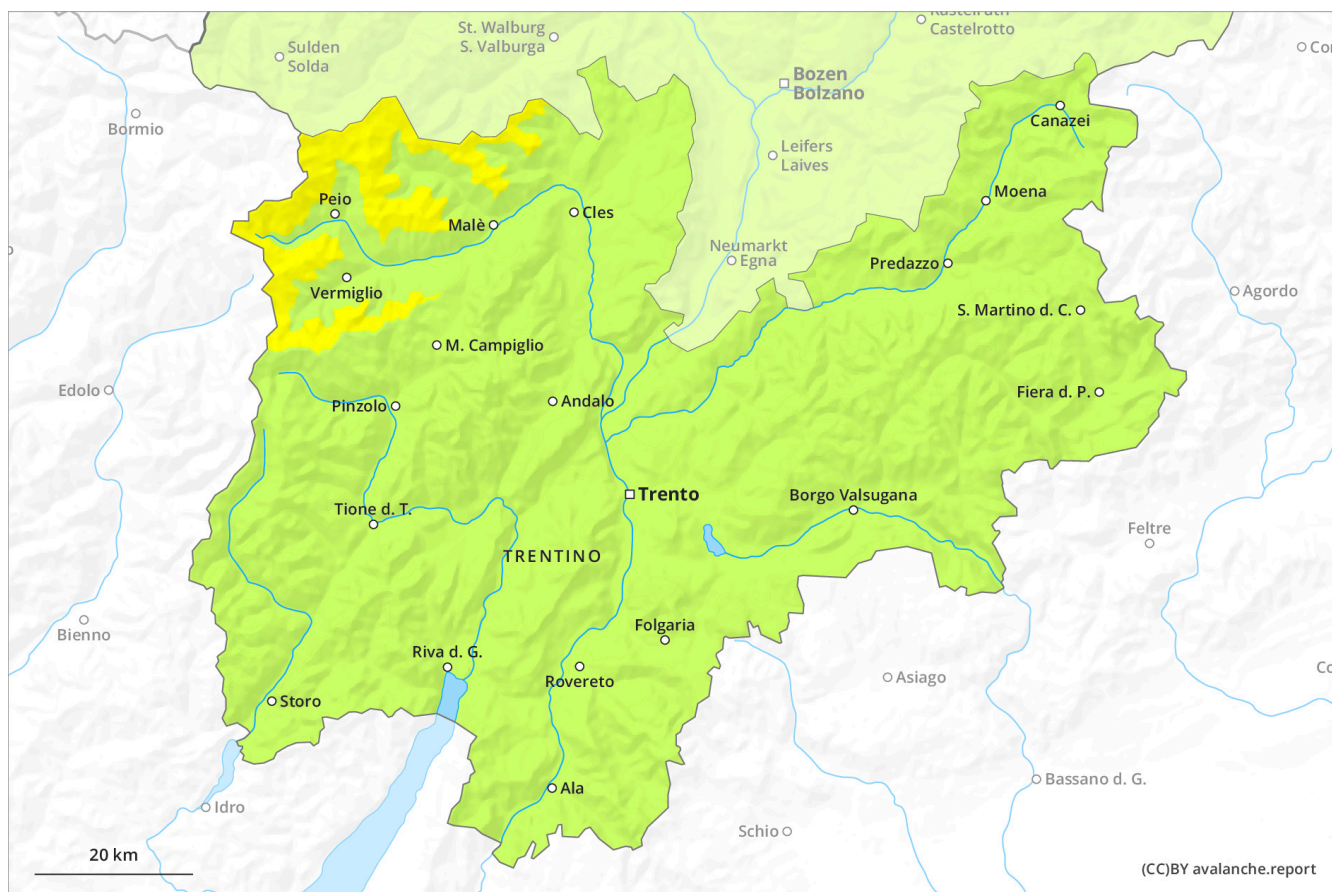 Kastelruth
Castelrotto
St. Walburg
S. Valburga
Sulden
Solda
Bozen
Bolzano
Bormio
Canazei
Leifers
Laives
Peio
Malè
Cles
Moena
Neumarkt
Egna
Predazzo
Vermiglio
Agordo
S. Martino d. C.
M. Campiglio
Edolo
Pinzolo
Andalo
Fiera d. P.
Trento
Borgo Valsugana
Tione d. T.
Feltre
TRENTINO
Bienno
Folgaria
Riva d. G.
Rovereto
Asiago
Storo
Bassano d. G.
Ala
Idro
Schio
20 km
(CC)BY avalanche.report